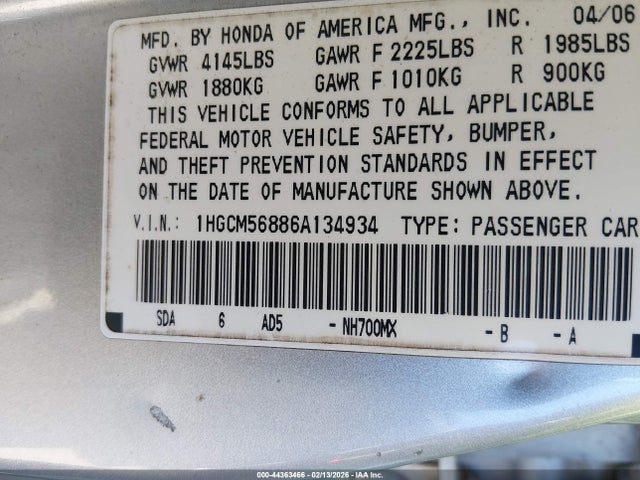 MFD. BY HONDA OF AMERICA MFG., INC. 04/06
GVWR 4145LBS GAWR F 2225LBS R 1985LBS
GVWR 1880KG GAWR F 1010KG R 900KG
THIS VEHICLE CONFORMS TO ALL APPLICABLE
FEDERAL MOTOR VEHICLE SAFETY, BUMPER,
AND THEFT PREVENTION STANDARDS IN EFFECT
ON THE DATE OF MANUFACTURE SHOWN ABOVE.
V.I.N.: 1HGCM56886A134934 TYPE: PASSENGER CAR
SDA 6 AD5 - NH700MX - B - A
000-44363466 - 02/13/2026 - IAA Inc.